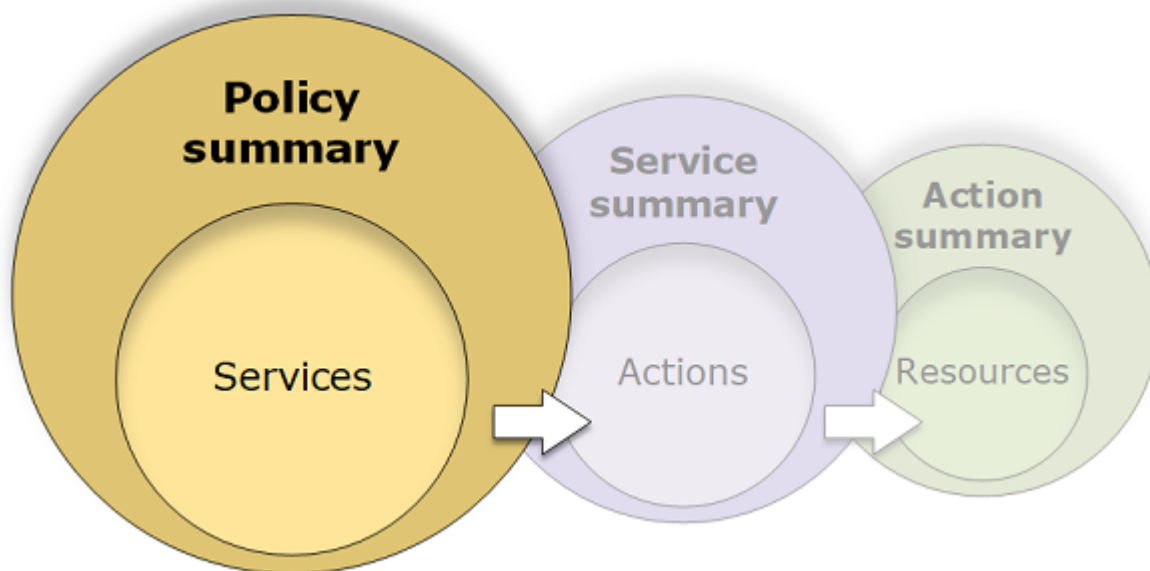 Policy
summary
Services
Service
summary
Actions
Action
summary
Resources